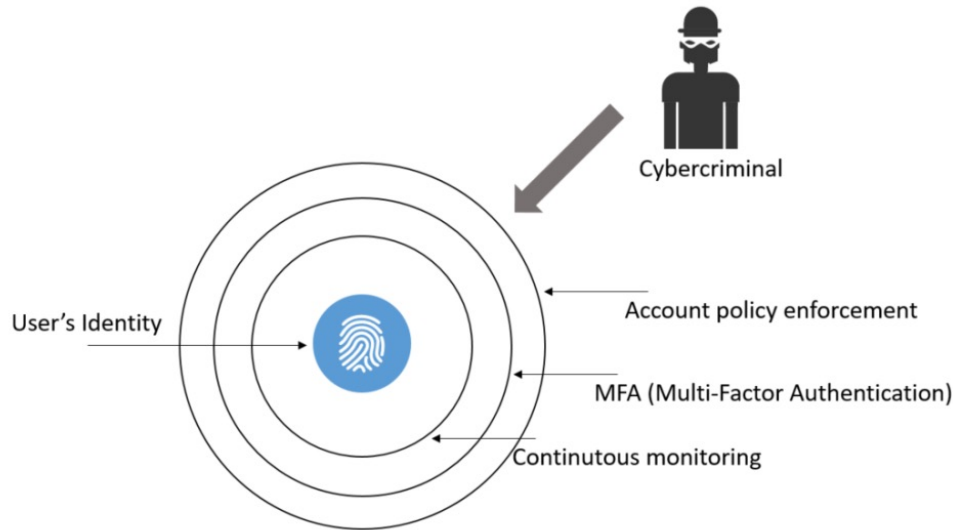 Cybercriminal
Account policy enforcement
User's Identity
MFA (Multi-Factor Authentication)
Continutous monitoring